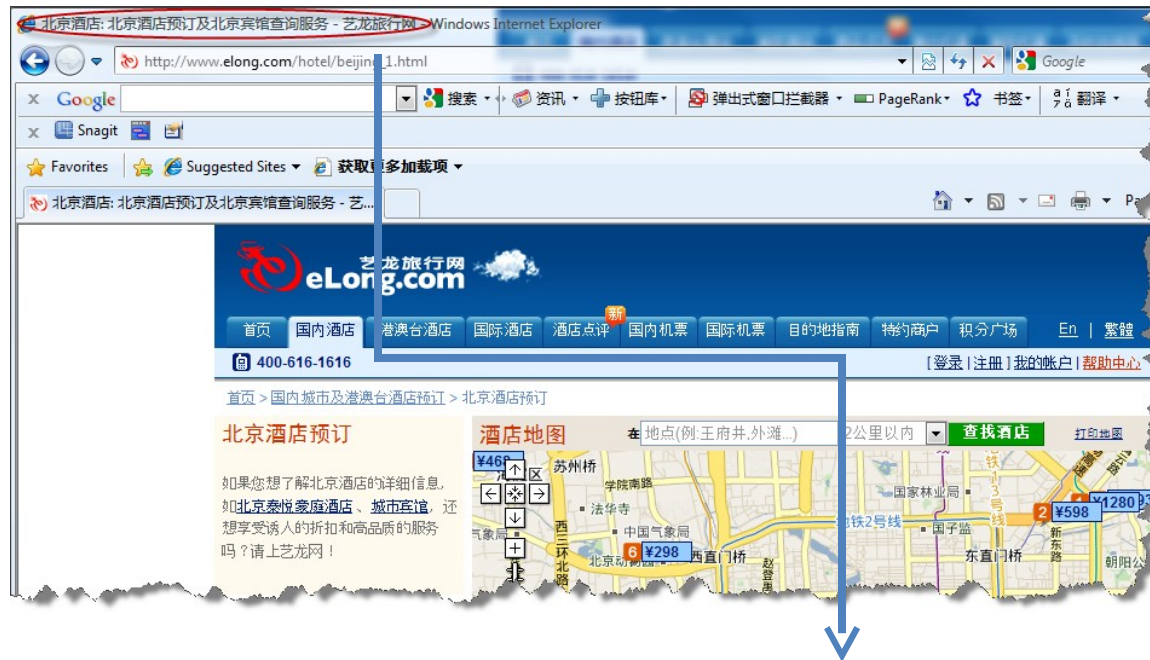 北京酒店: 北京酒店预订及北京宾馆查询服务 - 艺龙旅行网 - Windows Internet Explorer
http://www.elong.com/hotel/beijing_1.html
Google
x Google 搜索 资讯 按钮库 弹出式窗口拦截器 PageRank 书签 翻译
x Snagit
Favorites Suggested Sites 获取更多加载项
北京酒店: 北京酒店预订及北京宾馆查询服务 - 艺...
艺龙旅行网
eLong.com
新
首页 国内酒店 港澳台酒店 国际酒店 酒店点评 国内机票 国际机票 目的地指南 特约商户 积分广场 En | 繁體
400-616-1616 [登录 | 注册] 我的帐户 | 帮助中心
首页 > 国内城市及港澳台酒店预订 > 北京酒店预订
北京酒店预订
如果您想了解北京酒店的详细信息,
如北京泰悦豪庭酒店、城市宾馆, 还
想享受诱人的折扣和高品质的服务
吗？请上艺龙网！
酒店地图 在 地点(例:王府井,外滩...) 2公里以内 查找酒店 打印地图
¥468 区 苏州桥
学院南路
法华寺
国家林业局
地铁2号线
中国气象局
气象局
国子监
6 ¥298 西直门桥
东直门桥
2 ¥598
¥1280
西三环北路
新东路
朝阳公